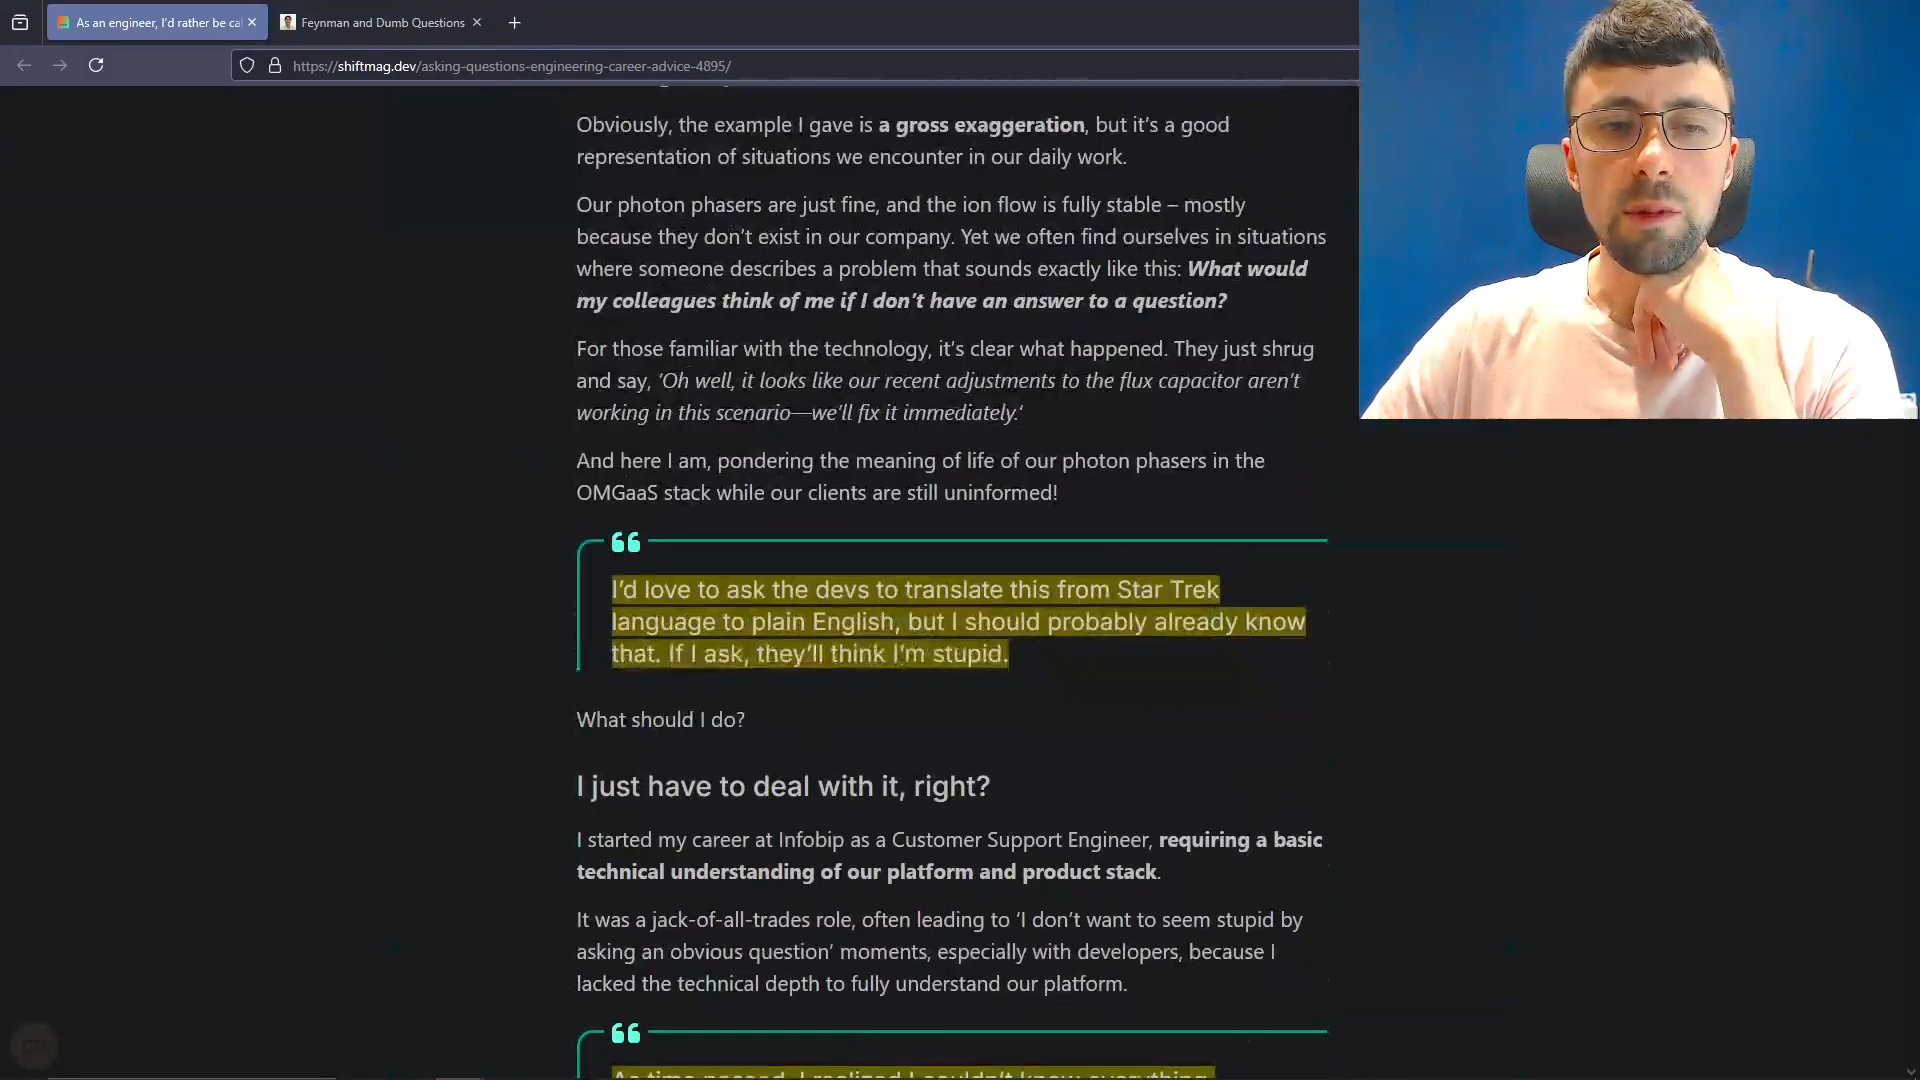 As an engineer, I'd rather be ca
Feynman and Dumb Questions
https://shiftmag.dev/asking-questions-engineering-career-advice-4895/
Obviously, the example I gave is a gross exaggeration, but it's a good
representation of situations we encounter in our daily work.
Our photon phasers are just fine, and the ion flow is fully stable – mostly
because they don't exist in our company. Yet we often find ourselves in situations
where someone describes a problem that sounds exactly like this: What would
my colleagues think of me if I don't have an answer to a question?
For those familiar with the technology, it's clear what happened. They just shrug
and say, 'Oh well, it looks like our recent adjustments to the flux capacitor aren't
working in this scenario—we'll fix it immediately.'
And here I am, pondering the meaning of life of our photon phasers in the
OMGaaS stack while our clients are still uninformed!
I'd love to ask the devs to translate this from Star Trek
language to plain English, but I should probably already know
that. If I ask, they'll think I'm stupid.
What should I do?
I just have to deal with it, right?
I started my career at Infobip as a Customer Support Engineer, requiring a basic
technical understanding of our platform and product stack.
It was a jack-of-all-trades role, often leading to 'I don't want to seem stupid by
asking an obvious question' moments, especially with developers, because I
lacked the technical depth to fully understand our platform.
As time passed, I realized I couldn't know everything